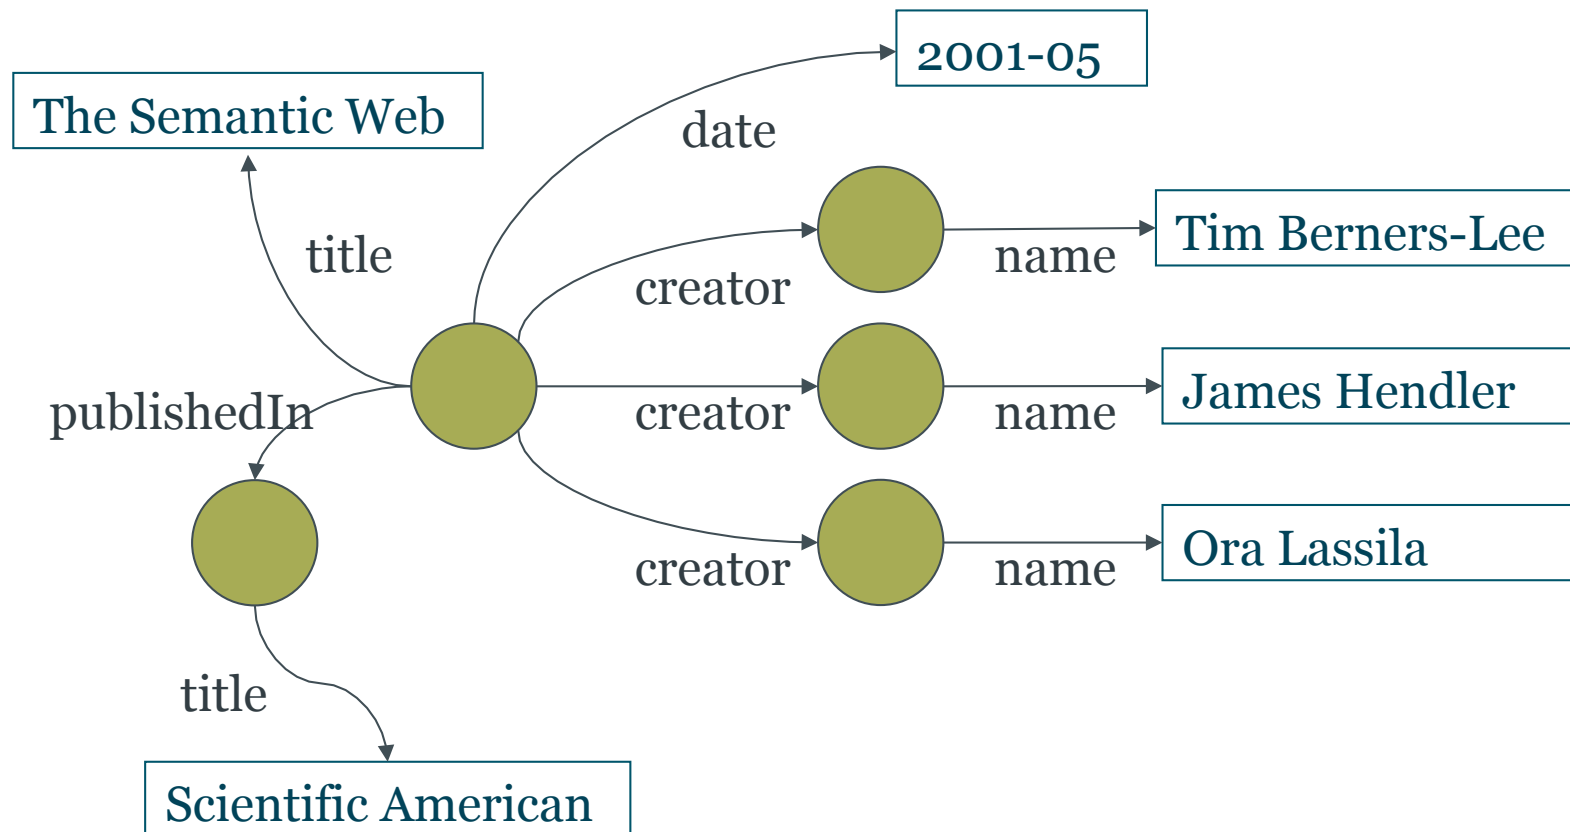 2001-05
The Semantic Web
date
title
Tim Berners-Lee
name
creator
publishedIn
creator
name
James Hendler
creator
name
Ora Lassila
title
Scientific American